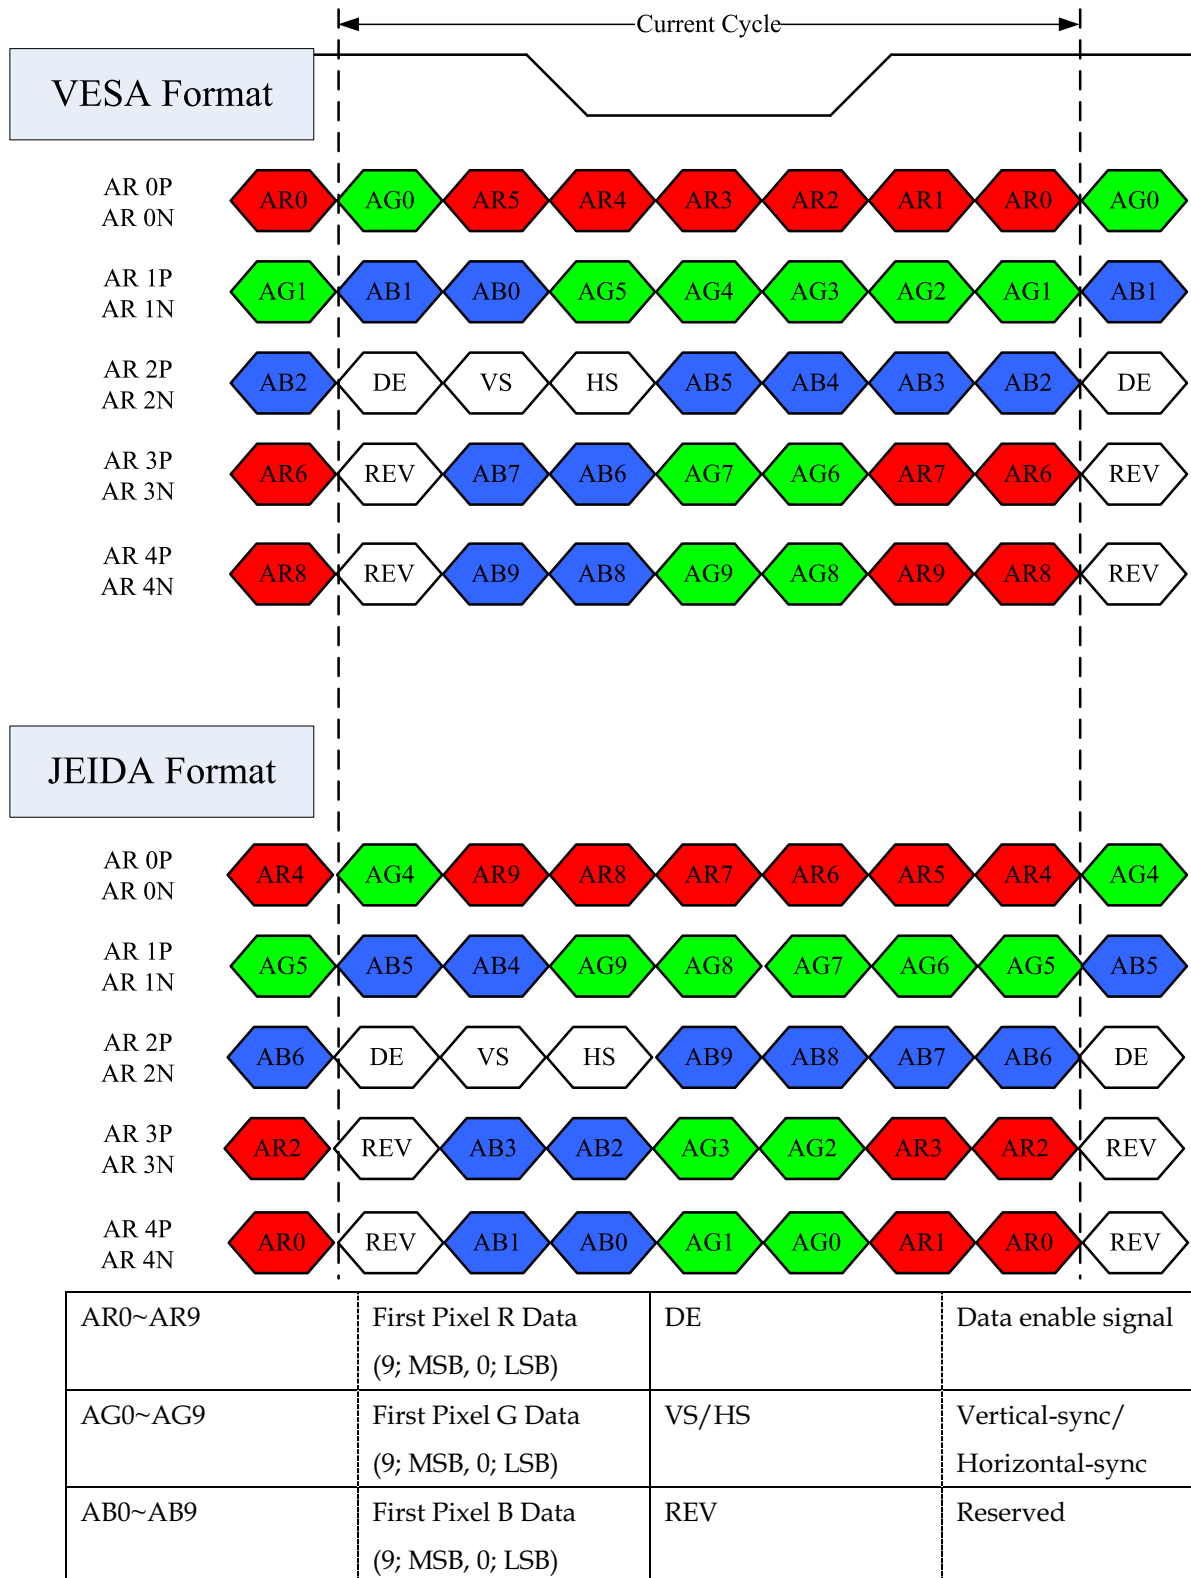 Current Cycle
VESA Format
AR 0P
AR 0N
AR0 AG0 AR5 AR4 AR3 AR2 AR1 AR0 AG0
AR 1P
AR 1N
AG1 AB1 AB0 AG5 AG4 AG3 AG2 AG1 AB1
AR 2P
AR 2N
AB2 DE VS HS AB5 AB4 AB3 AB2 DE
AR 3P
AR 3N
AR6 REV AB7 AB6 AG7 AG6 AR7 AR6 REV
AR 4P
AR 4N
AR8 REV AB9 AB8 AG9 AG8 AR9 AR8 REV
JEIDA Format
AR 0P
AR 0N
AR4 AG4 AR9 AR8 AR7 AR6 AR5 AR4 AG4
AR 1P
AR 1N
AG5 AB5 AB4 AG9 AG8 AG7 AG6 AG5 AB5
AR 2P
AR 2N
AB6 DE VS HS AB9 AB8 AB7 AB6 DE
AR 3P
AR 3N
AR2 REV AB3 AB2 AG3 AG2 AR3 AR2 REV
AR 4P
AR 4N
AR0 REV AB1 AB0 AG1 AG0 AR1 AR0 REV
AR0~AR9 First Pixel R Data DE Data enable signal
(9; MSB, 0; LSB)
AG0~AG9 First Pixel G Data VS/HS Vertical-sync/
(9; MSB, 0; LSB) Horizontal-sync
AB0~AB9 First Pixel B Data REV Reserved
(9; MSB, 0; LSB)